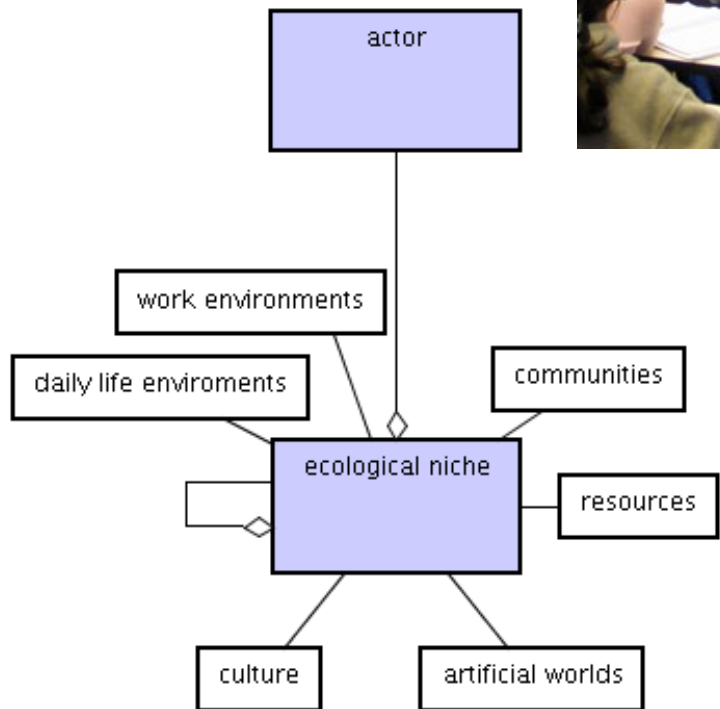 actor
work environments
daily life enviroments
communities
ecological niche
resources
culture
artificial worlds